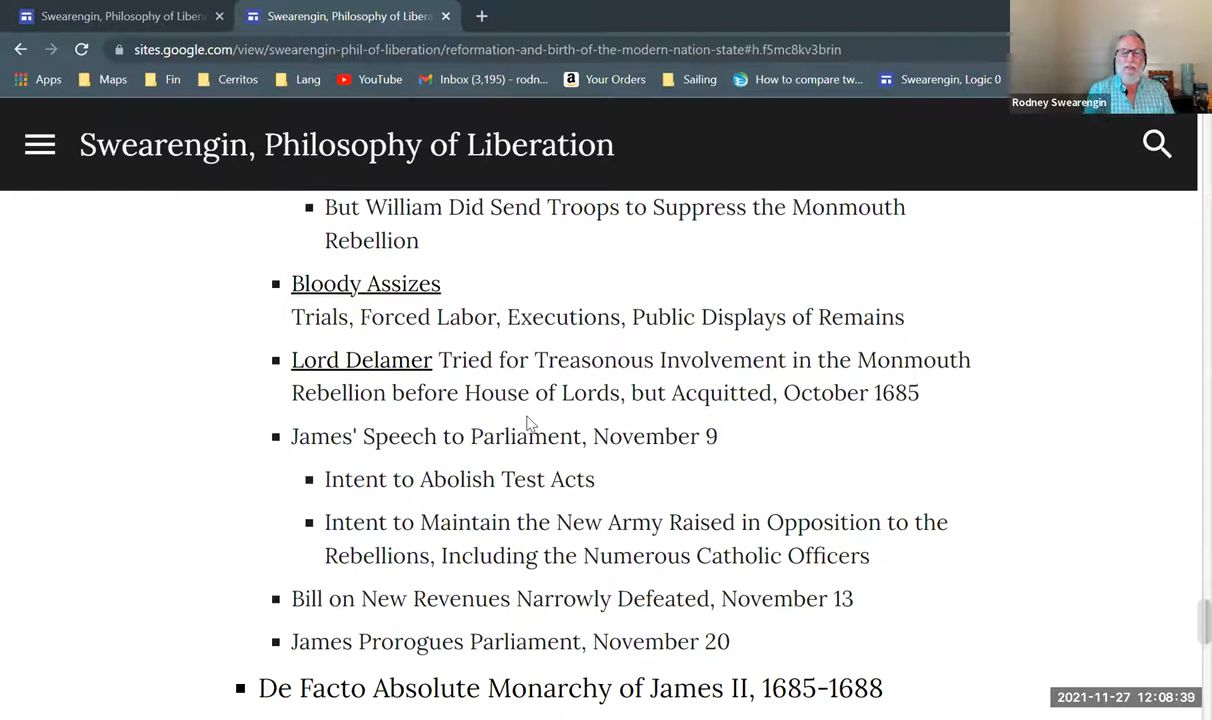 Swearengin, Philosophy of Libera
Swearengin, Philosophy of Libera
sites.google.com/view/swearengin-phil-of-liberation/reformation-and-birth-of-the-modern-nation-state#h.f5mc8kv3brin
Apps Maps Fin Cerritos Lang YouTube Inbox (3,195) - rodn... Your Orders Sailing How to compare tw... Swearengin, Logic 0
Rodney Swearengin
Swearengin, Philosophy of Liberation
But William Did Send Troops to Suppress the Monmouth
Rebellion
Bloody Assizes
Trials, Forced Labor, Executions, Public Displays of Remains
Lord Delamer Tried for Treasonous Involvement in the Monmouth
Rebellion before House of Lords, but Acquitted, October 1685
James' Speech to Parliament, November 9
Intent to Abolish Test Acts
Intent to Maintain the New Army Raised in Opposition to the
Rebellions, Including the Numerous Catholic Officers
Bill on New Revenues Narrowly Defeated, November 13
James Prorogues Parliament, November 20
De Facto Absolute Monarchy of James II, 1685-1688
2021-11-27 12:08:39